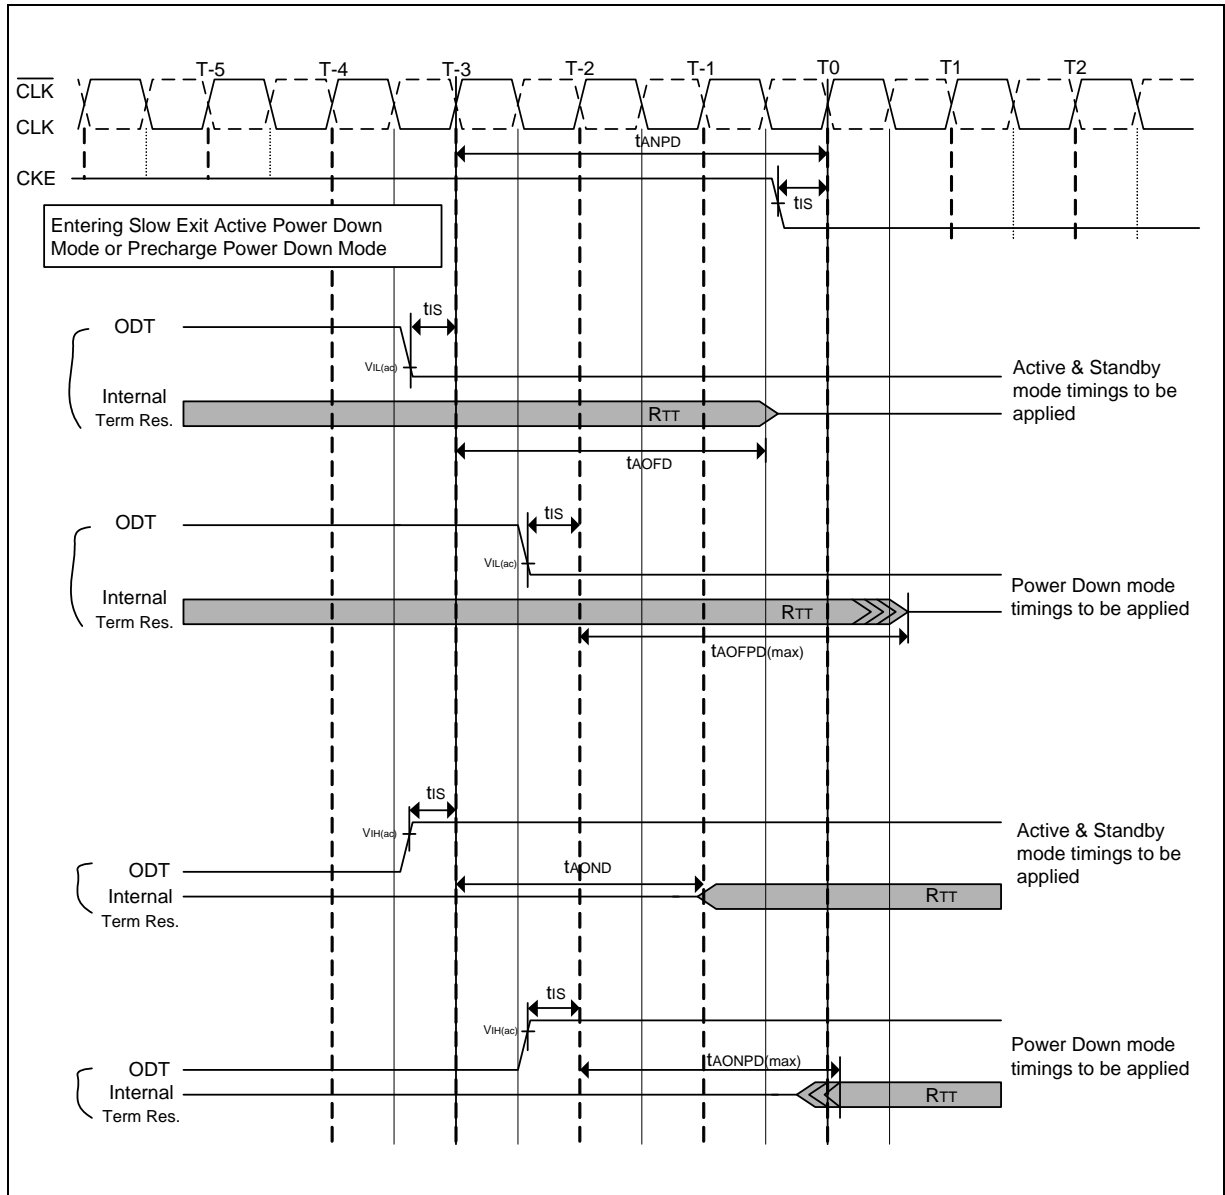 T-5 T-4 T-3 T-2 T-1 T0 T1 T2
CLK
CLK
tANPD
CKE
tIS
Entering Slow Exit Active Power Down
Mode or Precharge Power Down Mode
tIS
ODT
VIL(ac)
Active & Standby
mode timings to be
applied
Internal
Term Res.
RTT
tAOFD
tIS
ODT
VIL(ac)
Power Down mode
timings to be applied
Internal
Term Res.
RTT
tAOFPD(max)
tIS
VIH(ac)
Active & Standby
mode timings to be
applied
ODT
tAOND
Internal
Term Res.
RTT
tIS
VIH(ac)
Power Down mode
timings to be applied
ODT
tAONPD(max)
Internal
Term Res.
RTT